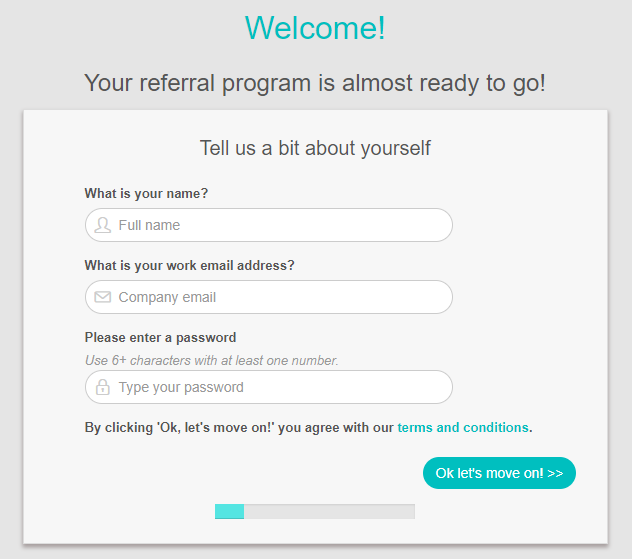 Welcome!
Your referral program is almost ready to go!
Tell us a bit about yourself
What is your name?
Full name
What is your work email address?
Company email
Please enter a password
Use 6+ characters with at least one number.
Type your password
By clicking 'Ok, let's move on!' you agree with our terms and conditions.
Ok let's move on! >>